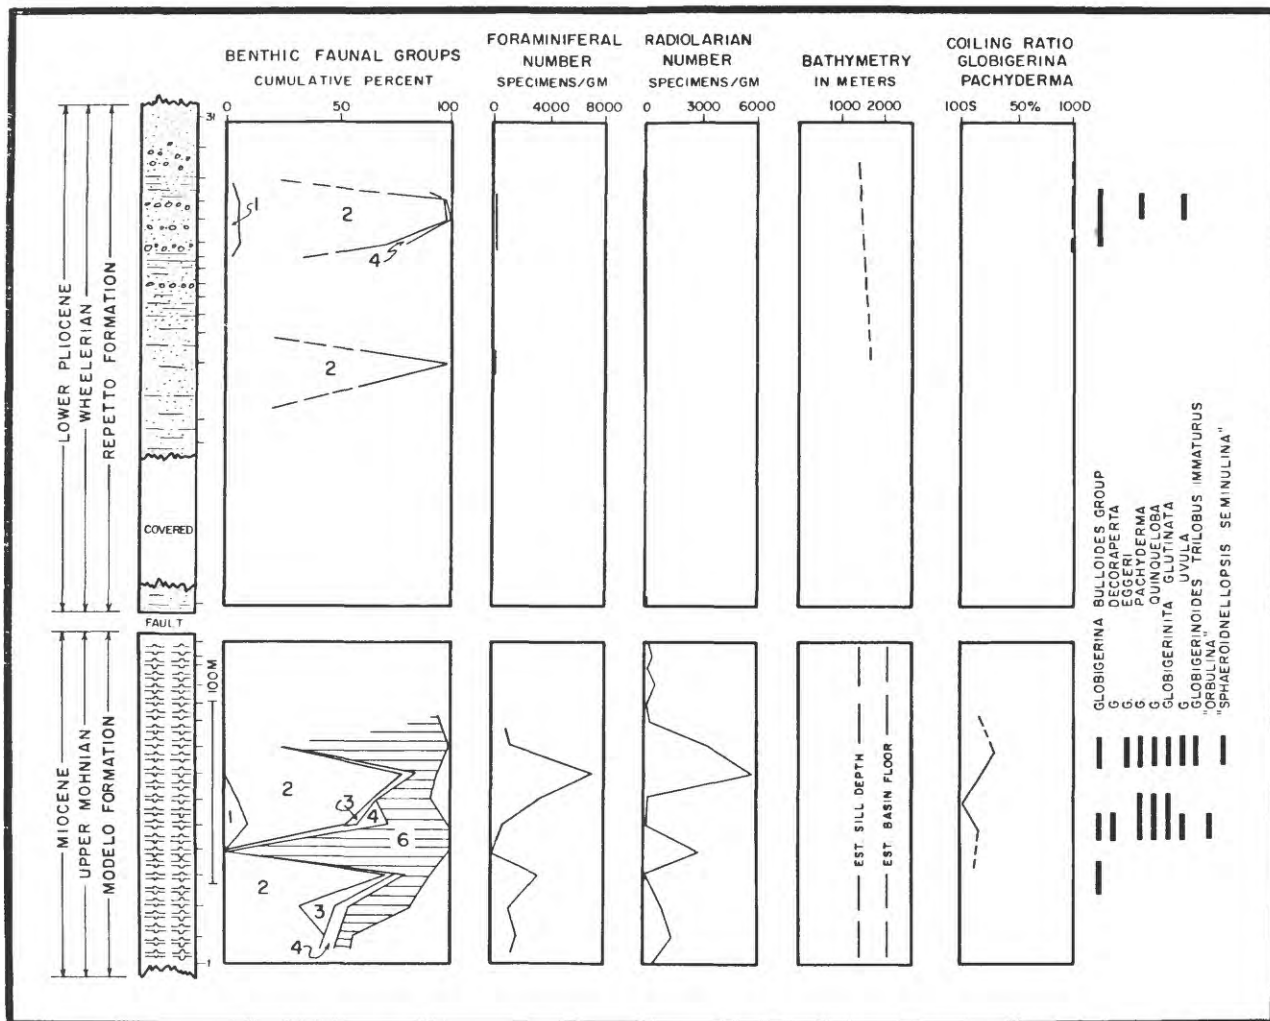 BENTHIC FAUNAL GROUPS
CUMULATIVE PERCENT
0 50 100
FORAMINIFERAL
NUMBER
SPECIMENS/GM
0 4000 8000
RADIOLARIAN
NUMBER
SPECIMENS/GM
0 3000 6000
BATHYMETRY
IN METERS
1000 2000
COILING RATIO
GLOBIGERINA
PACHYDERMA
100S 50% 100D
31
1
2
4
2
LOWER PLIOCENE
WHEELERIAN
REPETTO FORMATION
COVERED
FAULT
MIOCENE
UPPER MOHNIAN
MODELO FORMATION
100M
1
2
3
4
1
6
2
3
4
EST. SILL DEPTH
EST. BASIN FLOOR
GLOBIGERINA BULLOIDES GROUP
G DECORAPERTA
G. EGGERI
G. PACHYDERMA
G QUINQUELOBA
GLOBIGERINITA GLUTINATA
G UVULA
GLOBIGERINOIDES TRILOBUS IMMATURUS
"ORBULINA"
"SPHAEROIDNELLOPSIS SEMINULINA"